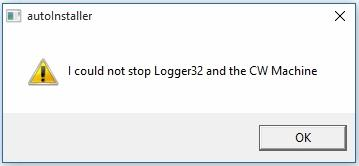 autoInstaller
I could not stop Logger32 and the CW Machine
OK